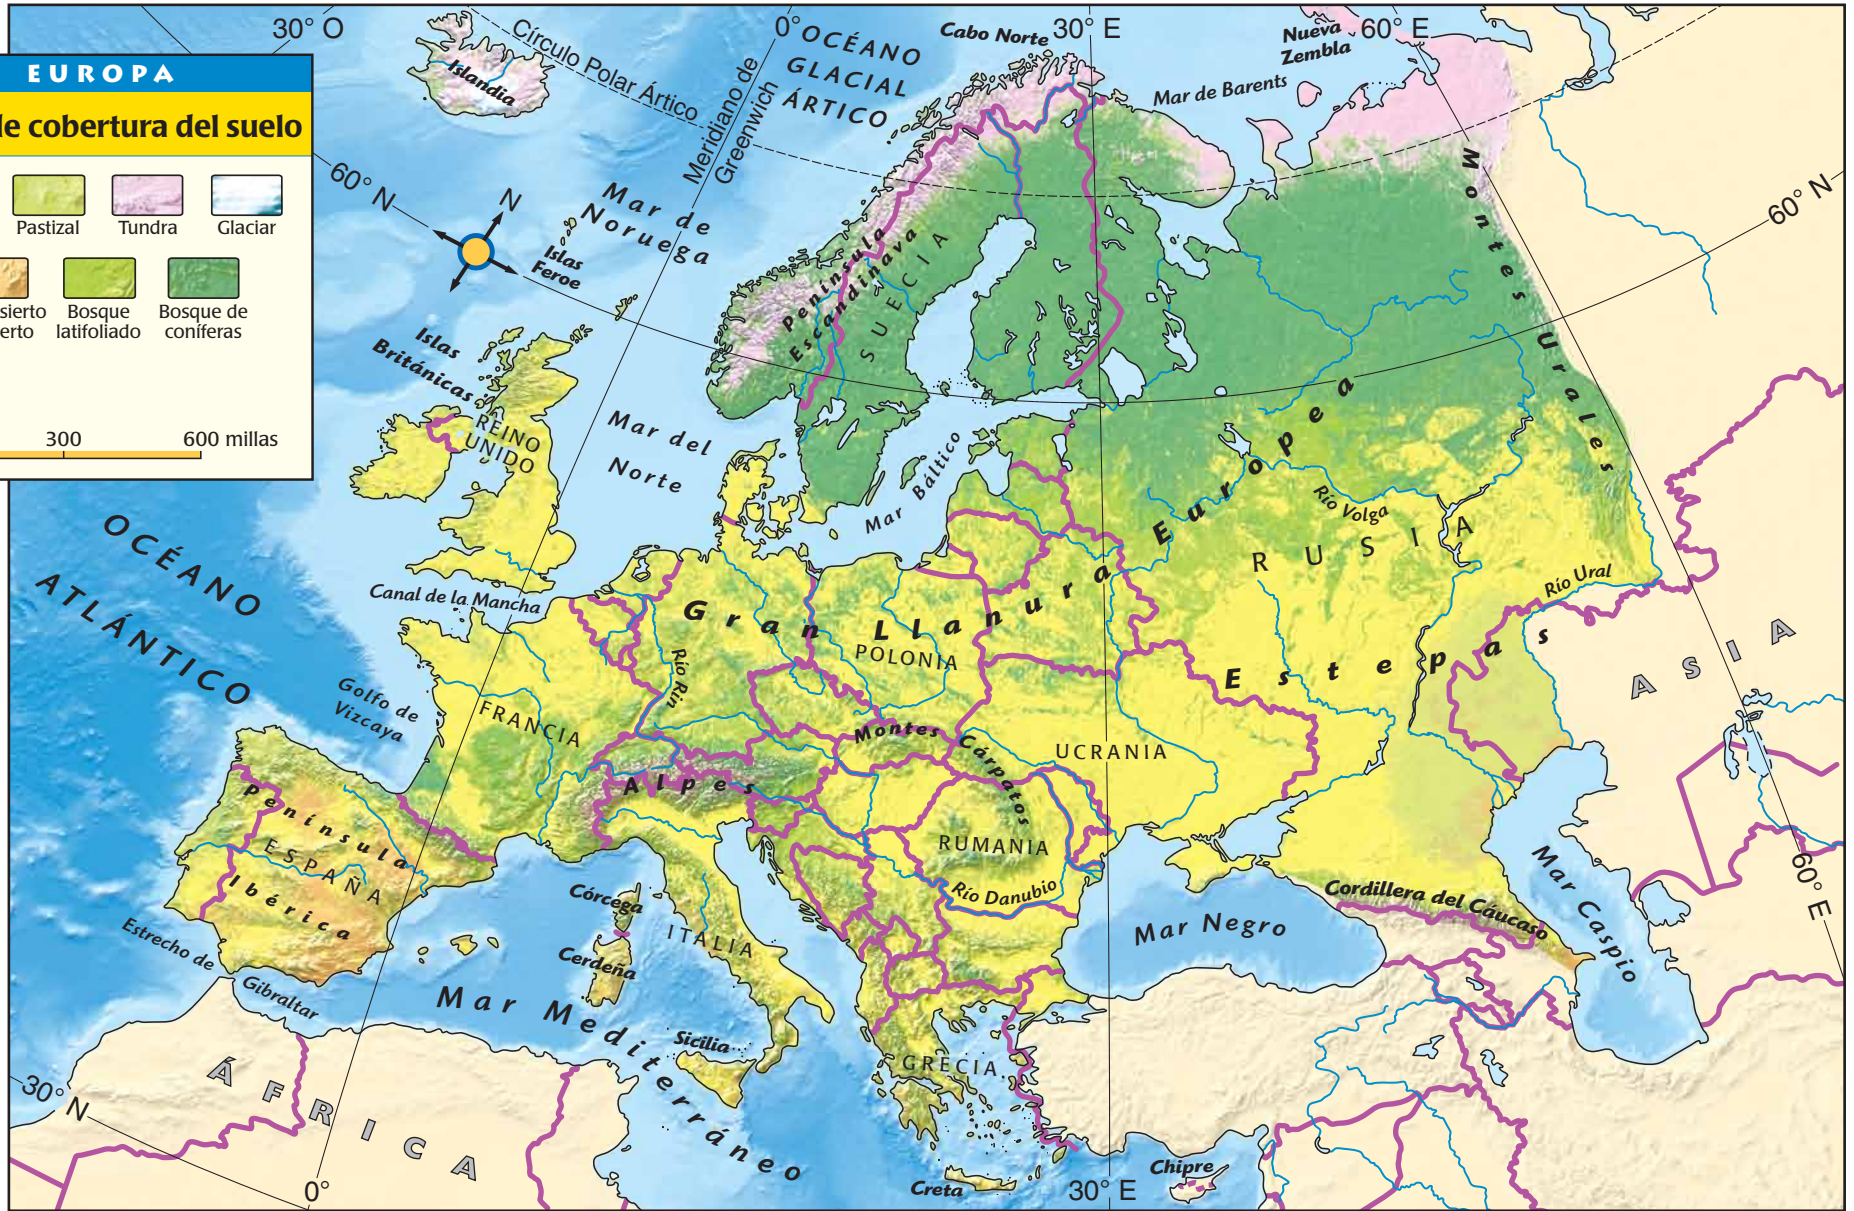 EUROPA
de cobertura del suelo
Pastizal
Tundra
Glaciar
Bosque
latifoliado
Bosque de
coníferas
300
600 millas
30° O
0°
30° E
60° E
Círculo Polar Ártico
Meridiano de
Greenwich
OCÉANO
GLACIAL
ÁRTICO
Cabo Norte
Nueva
Zembla
Mar de Barents
Islandia
60° N
N
Islas
Feroe
Mar de
Noruega
Península
Escandinava
SUECIA
Montes Urales
60° N
Islas
Británicas
REINO
UNIDO
Mar del
Norte
Mar Báltico
Gran Llanura Europea
Río Volga
RUSIA
Río Ural
Estepas
ASIA
OCÉANO
ATLÁNTICO
Canal de la Mancha
Río Rin
POLONIA
Golfo de
Vizcaya
FRANCIA
Montes Cárpatos
UCRANIA
Alpes
RUMANIA
Río Danubio
Península
Ibérica
ESPAÑA
Córcega
Cerdeña
ITALIA
Mar Negro
Cordillera del Cáucaso
Mar Caspio
60° E
Estrecho de
Gibraltar
Mar Mediterráneo
Sicilia
GRECIA
ÁFRICA
30° N
0°
Creta
30° E
Chipre